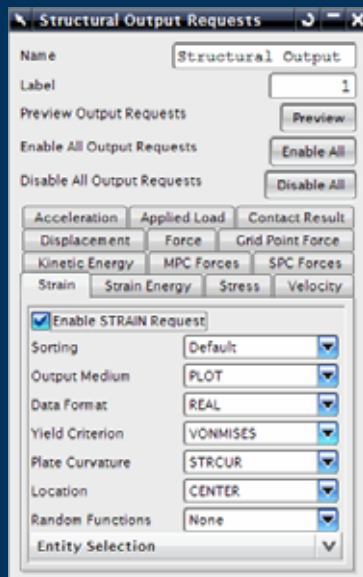 Structural Output Requests
Name Structural Output
Label 1
Preview Output Requests Preview
Enable All Output Requests Enable All
Disable All Output Requests Disable All
Acceleration Applied Load Contact Result
Displacement Force Grid Point Force
Kinetic Energy MPC Forces SPC Forces
Strain Strain Energy Stress Velocity
Enable STRAIN Request
Sorting Default
Output Medium PLOT
Data Format REAL
Yield Criterion VONMISES
Plate Curvature STRCUR
Location CENTER
Random Functions None
Entity Selection